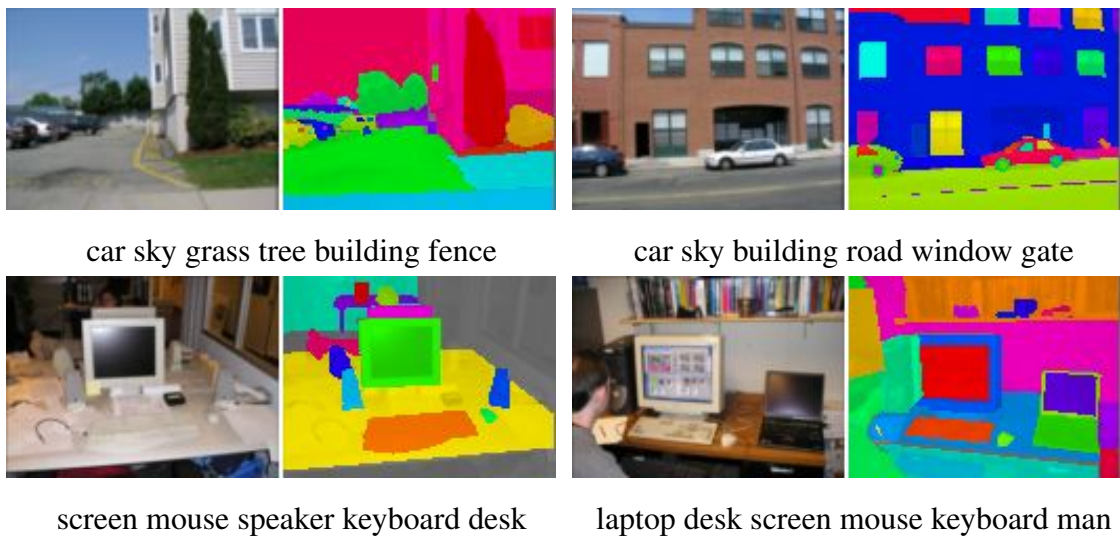 car sky grass tree building fence
car sky building road window gate
screen mouse speaker keyboard desk
laptop desk screen mouse keyboard man